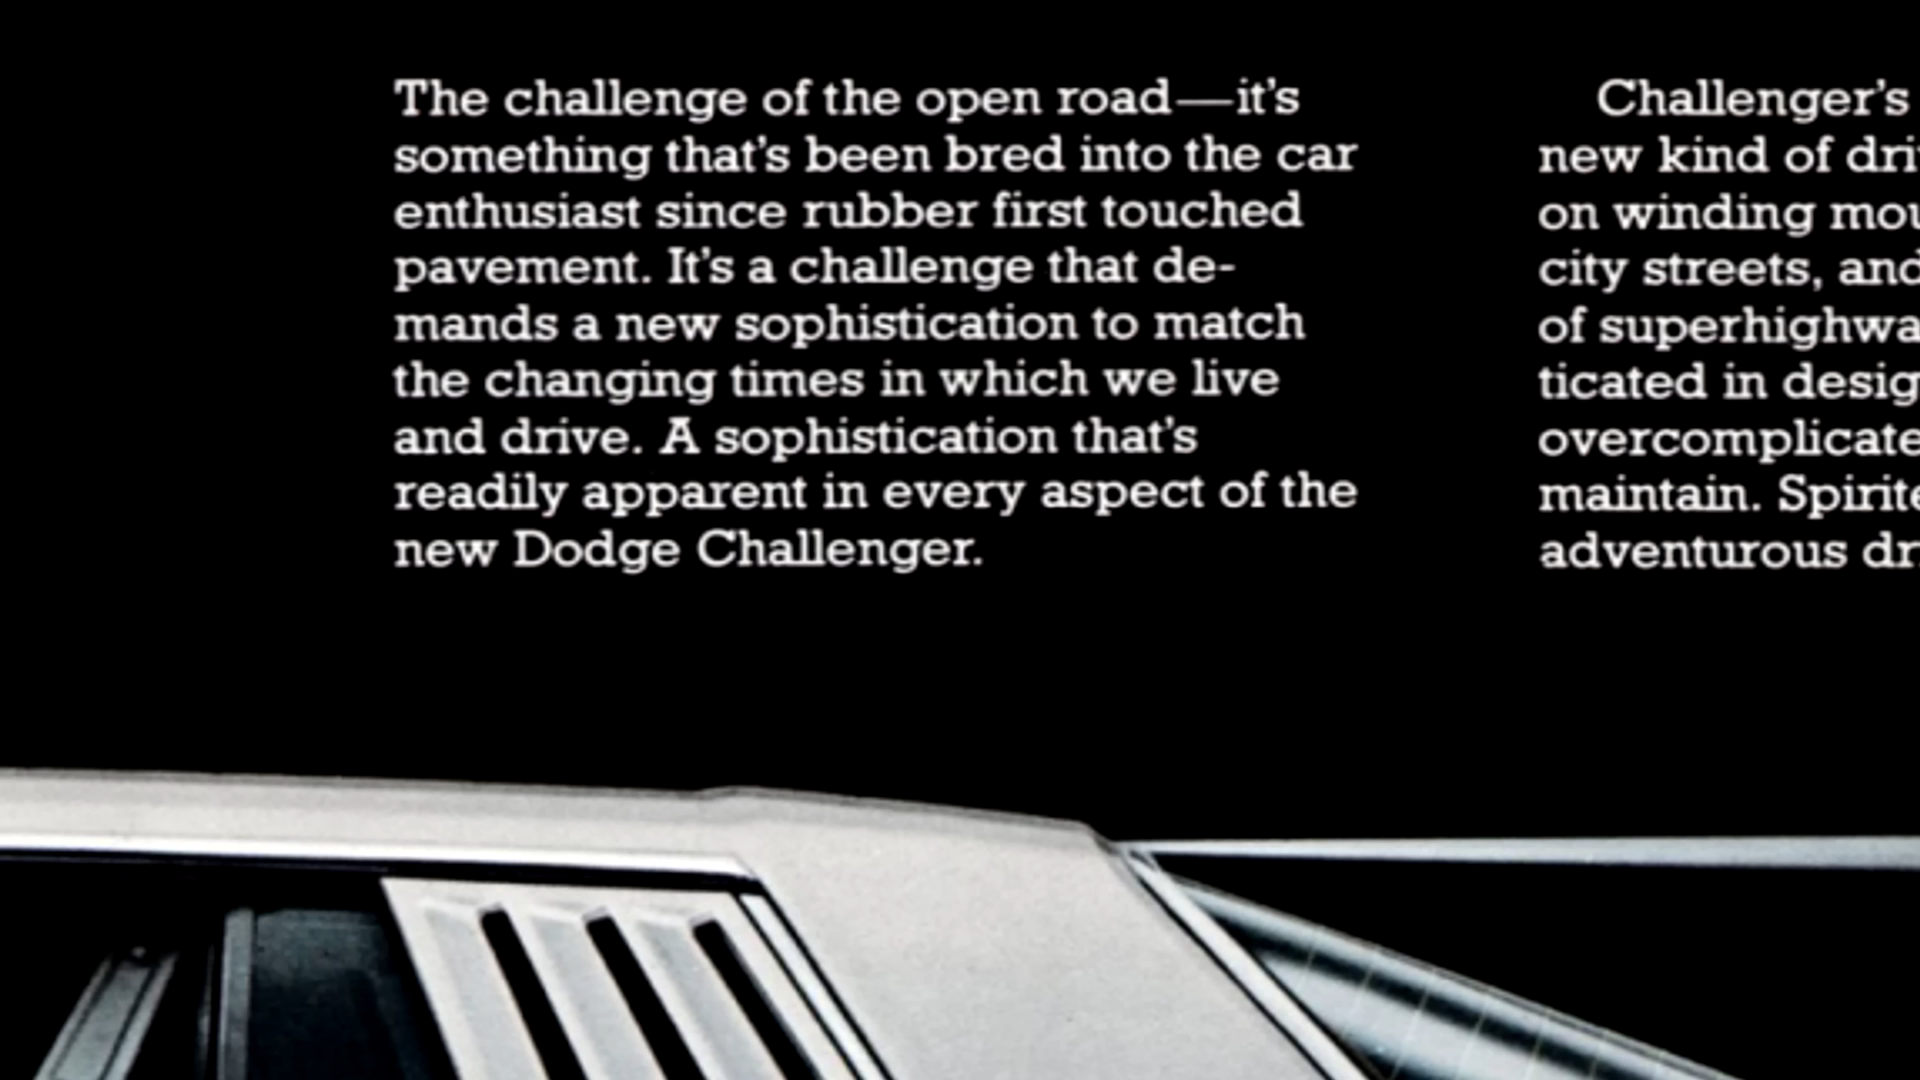 The challenge of the open road—it's
something that's been bred into the car
enthusiast since rubber first touched
pavement. It's a challenge that de-
mands a new sophistication to match
the changing times in which we live
and drive. A sophistication that's
readily apparent in every aspect of the
new Dodge Challenger.
Challenger's
new kind of
on winding
city streets, and
of
ticated in
maintain.
adventurous